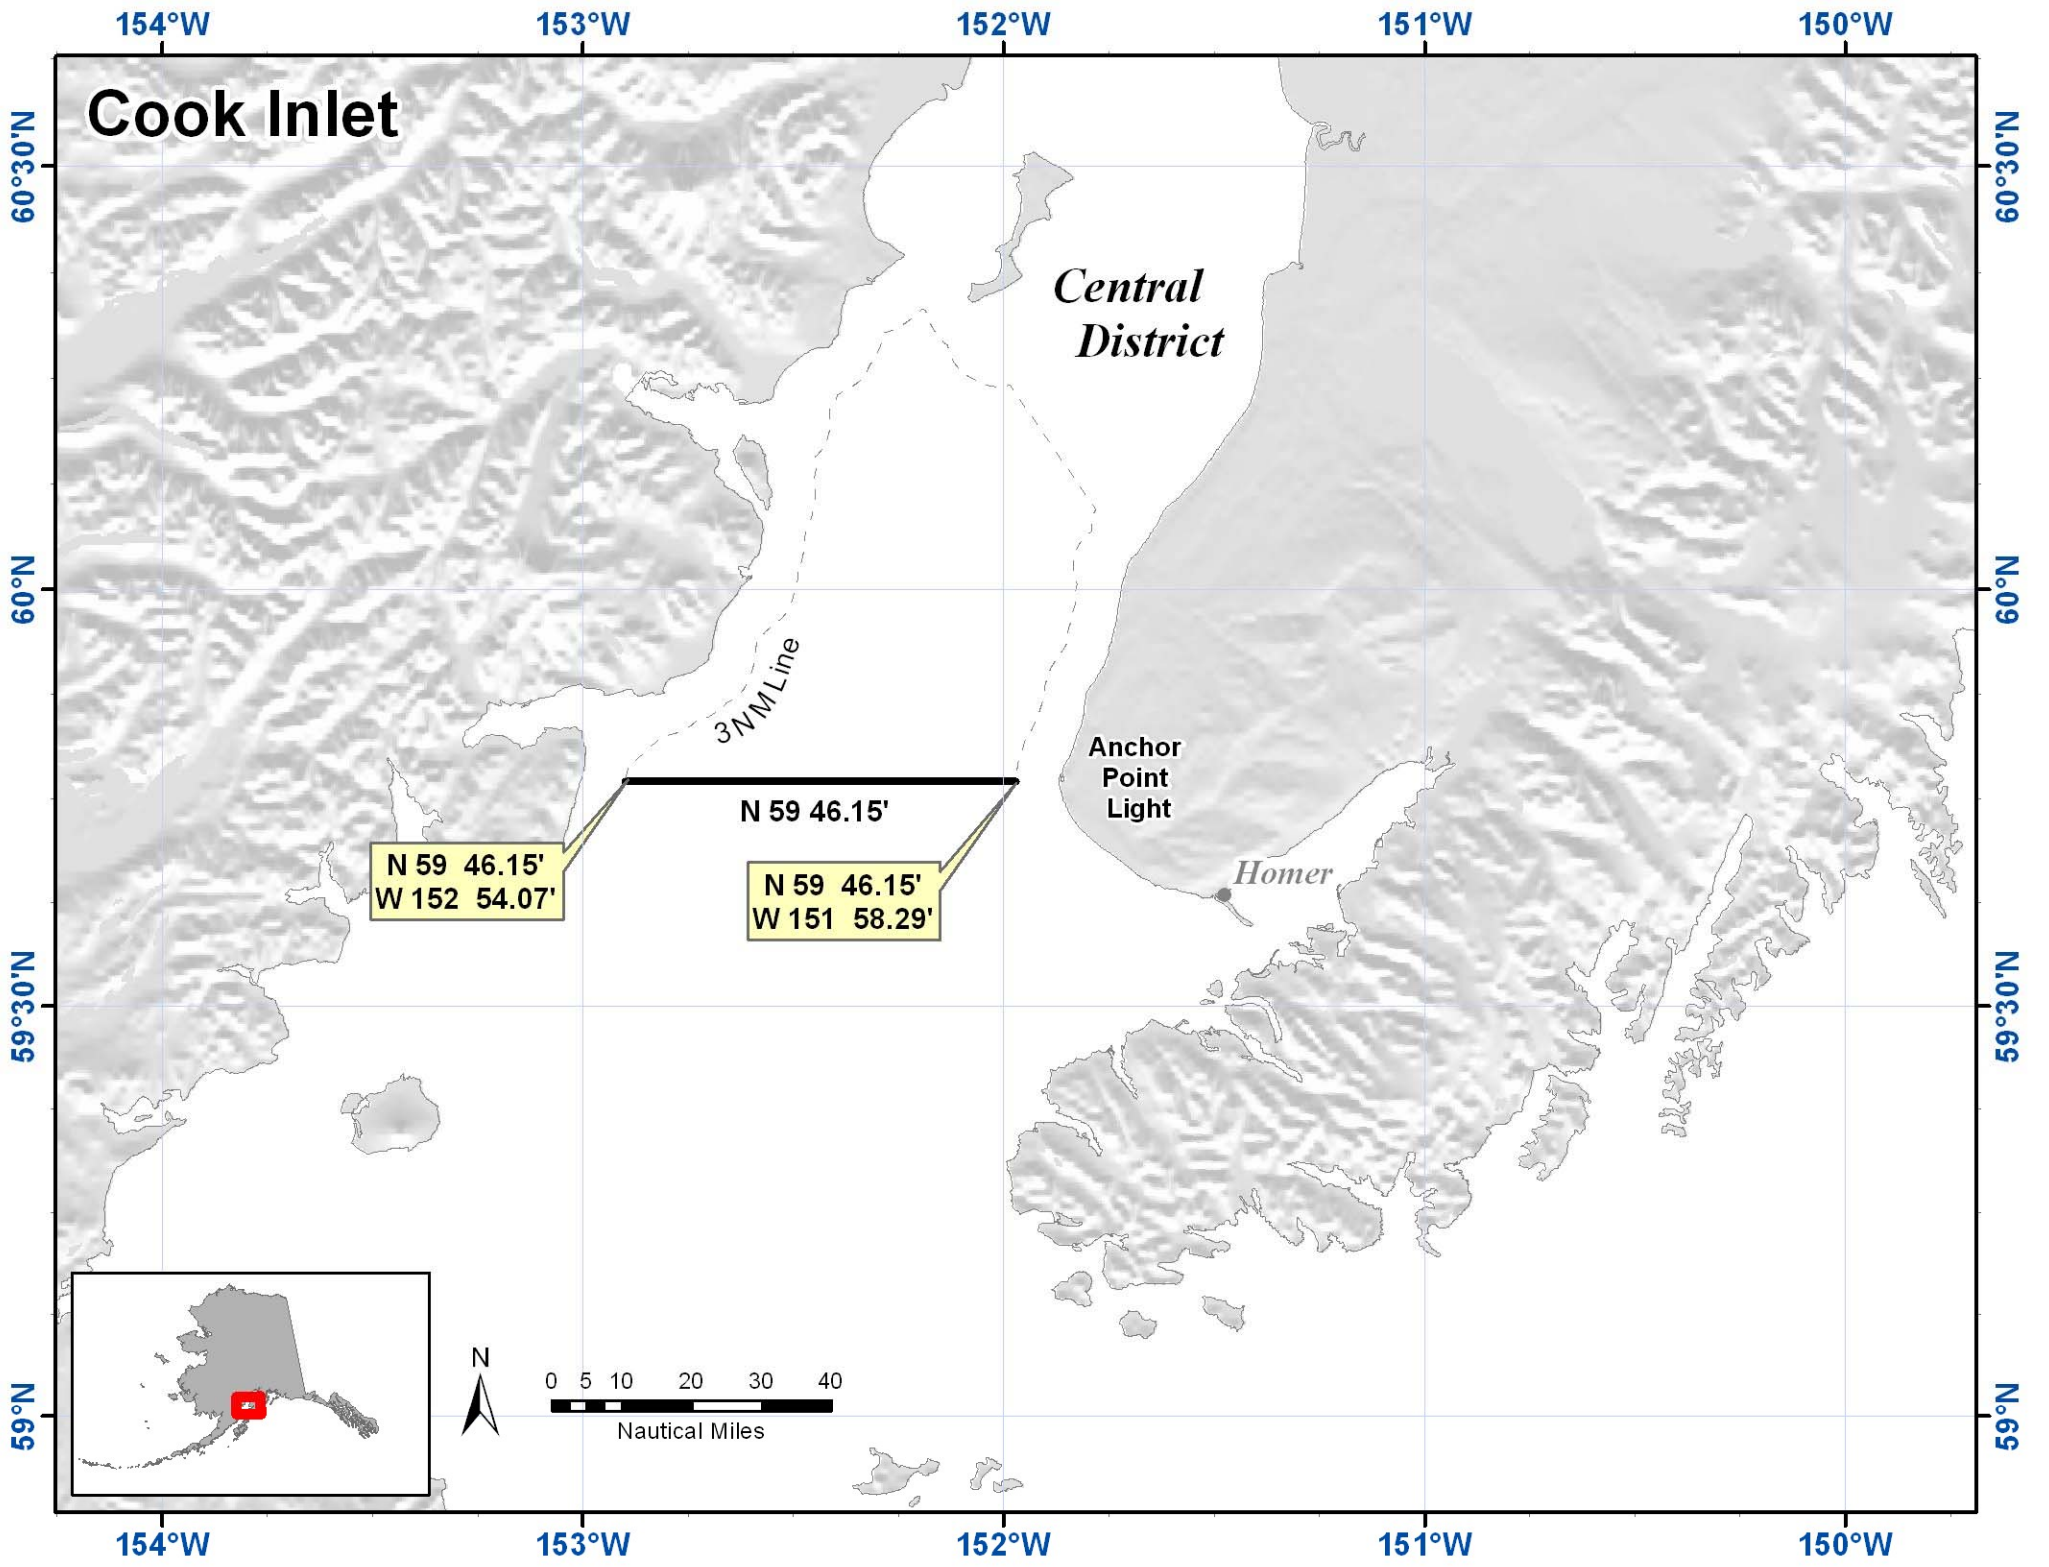 154°W 153°W 152°W 151°W 150°W
Cook Inlet
60°30'N 60°30'N
Central
District
60°N 60°N
3 NM Line
Anchor
Point
Light
N 59 46.15'
N 59 46.15'
W 152 54.07'
N 59 46.15'
W 151 58.29'
Homer
59°30'N 59°30'N
N
0 5 10 20 30 40
Nautical Miles
59°N 59°N
154°W 153°W 152°W 151°W 150°W